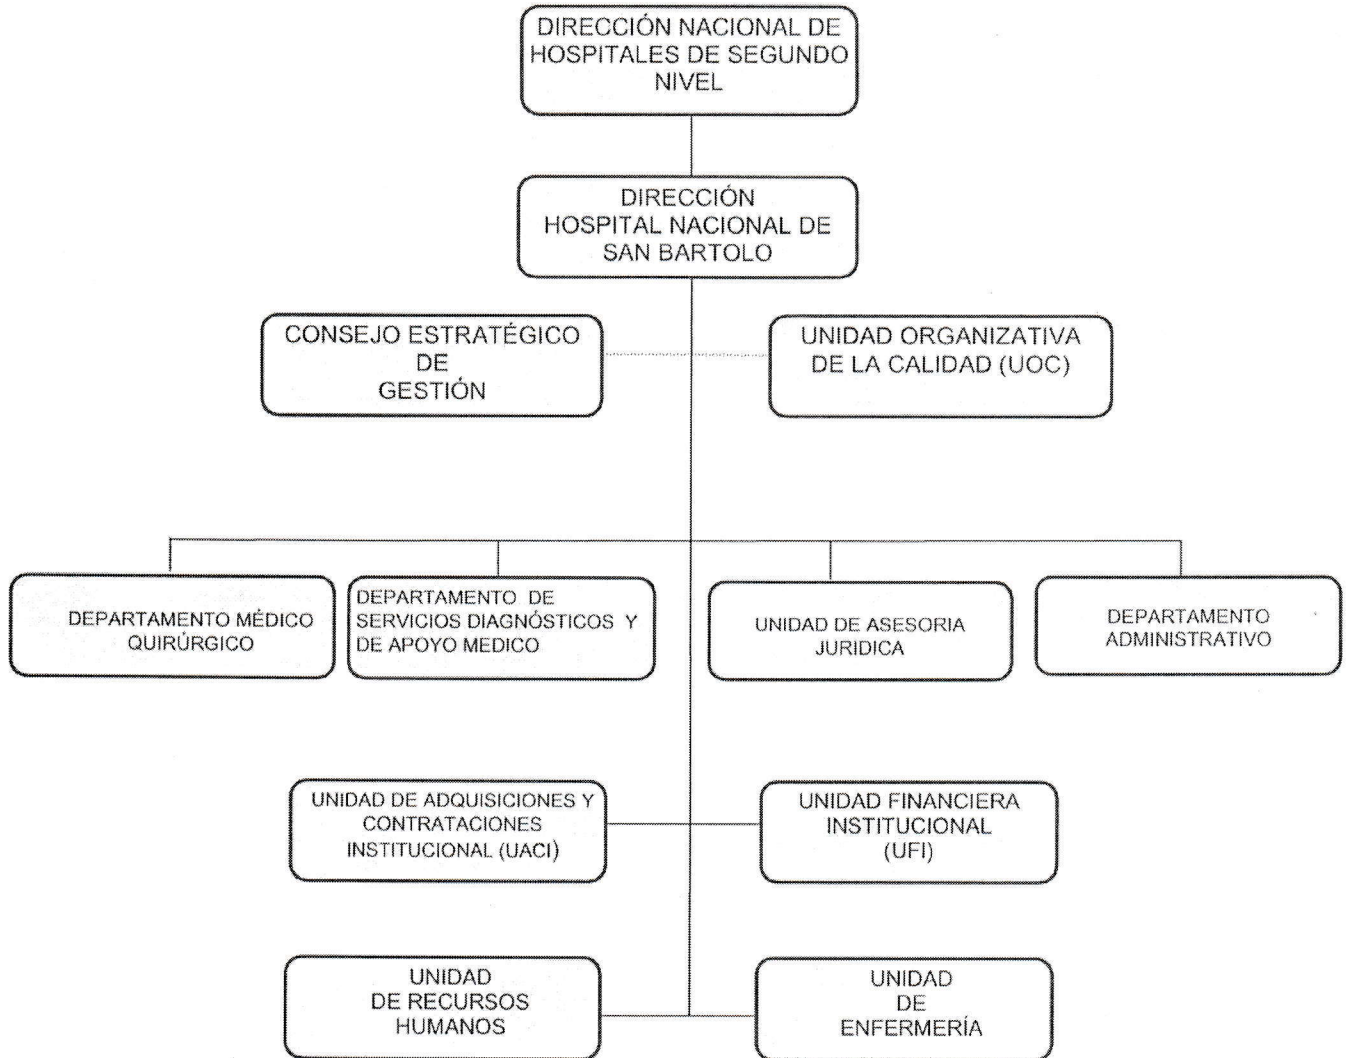 DIRECCIÓN NACIONAL DE
HOSPITALES DE SEGUNDO
NIVEL
DIRECCIÓN
HOSPITAL NACIONAL DE
SAN BARTOLO
CONSEJO ESTRATÉGICO
DE
GESTIÓN
UNIDAD ORGANIZATIVA
DE LA CALIDAD (UOC)
DEPARTAMENTO MÉDICO
QUIRÚRGICO
DEPARTAMENTO DE
SERVICIOS DIAGNÓSTICOS Y
DE APOYO MEDICO
UNIDAD DE ASESORIA
JURIDICA
DEPARTAMENTO
ADMINISTRATIVO
UNIDAD DE ADQUISICIONES Y
CONTRATACIONES
INSTITUCIONAL (UACI)
UNIDAD FINANCIERA
INSTITUCIONAL
(UFI)
UNIDAD
DE RECURSOS
HUMANOS
UNIDAD
DE
ENFERMERÍA